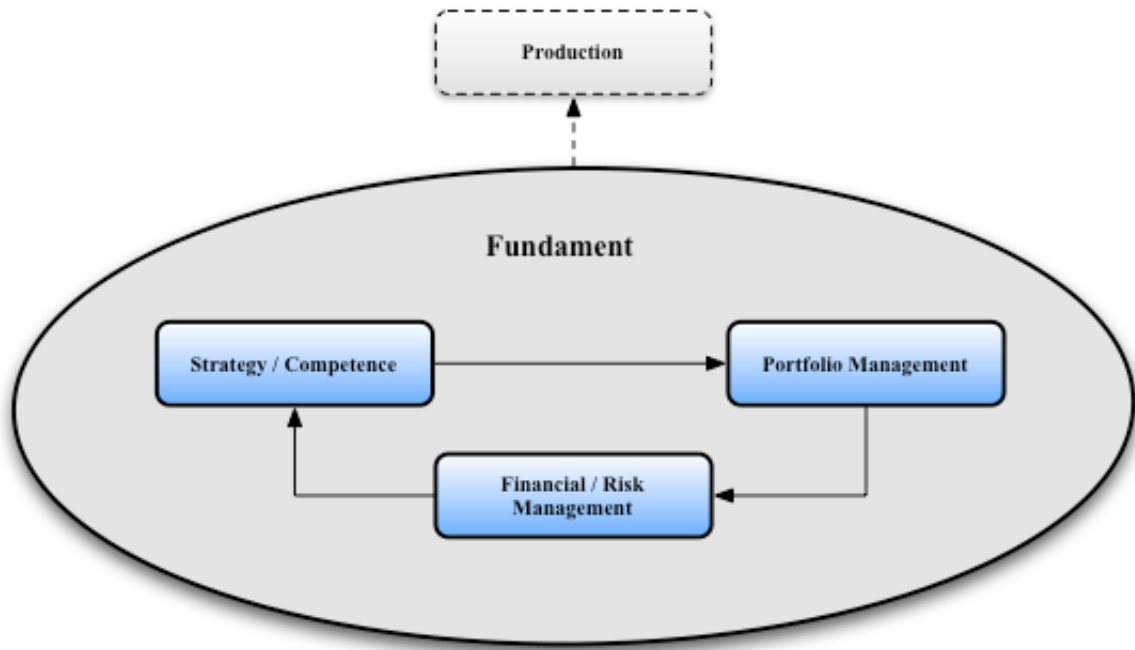 Production
Fundament
Strategy / Competence
Portfolio Management
Financial / Risk
Management